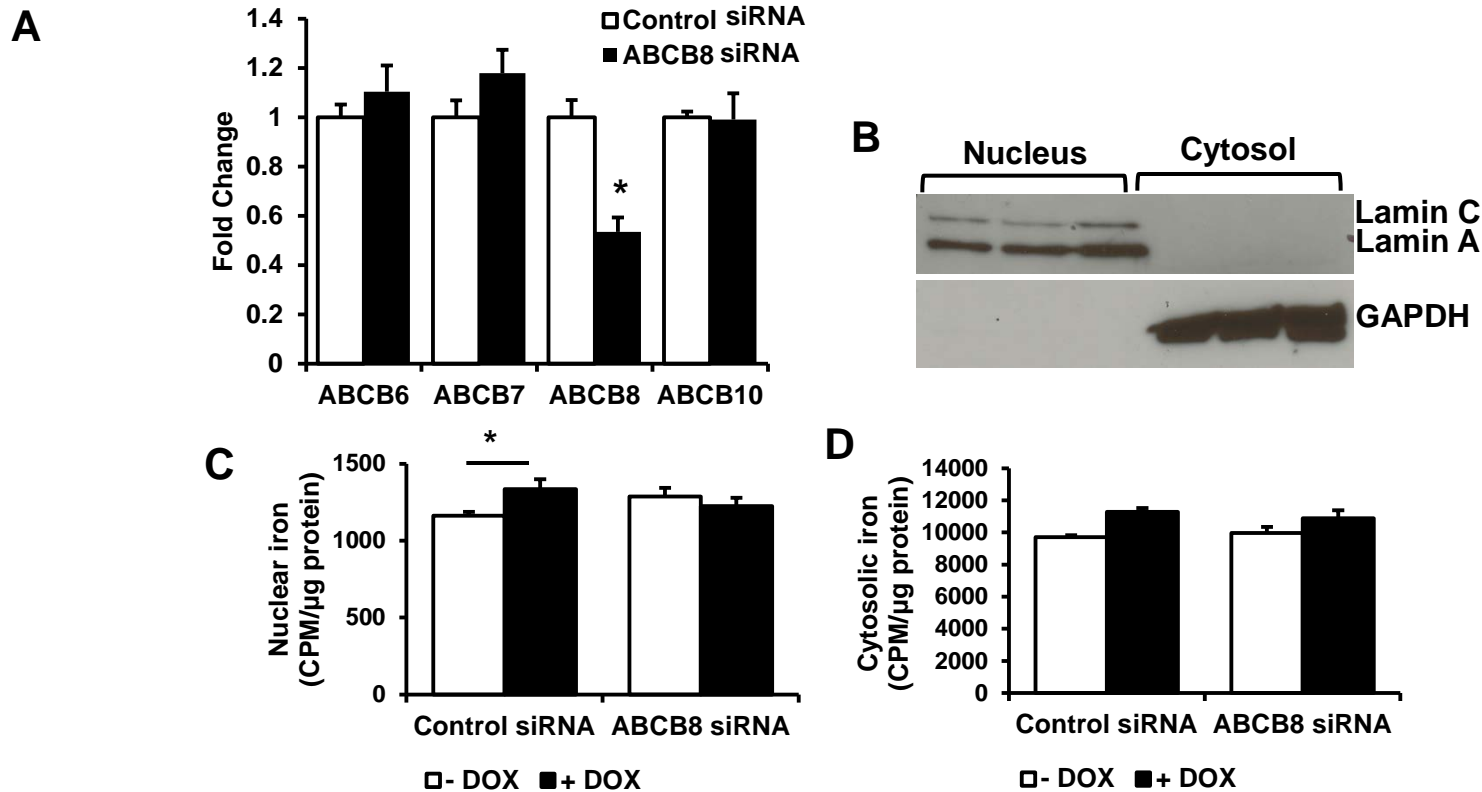 A
1.4
1.2
1
0.8
0.6
0.4
0.2
0
Fold Change
Control siRNA
ABCB8 siRNA
*
ABCB6 ABCB7 ABCB8 ABCB10
B
Nucleus Cytosol
Lamin C
Lamin A
GAPDH
C
*
1500
1000
500
0
Nuclear iron
(CPM/µg protein)
Control siRNA ABCB8 siRNA
- DOX + DOX
D
14000
12000
10000
8000
6000
4000
2000
0
Cytosolic iron
(CPM/µg protein)
Control siRNA ABCB8 siRNA
- DOX + DOX